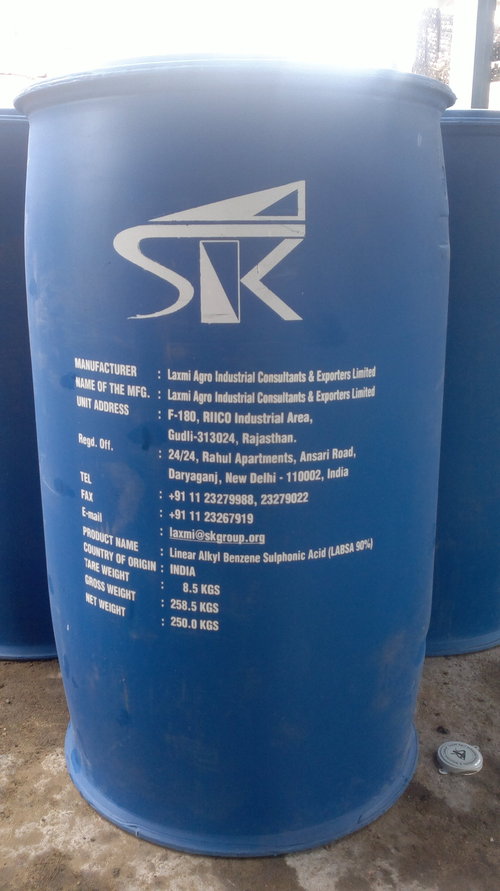 SK
MANUFACTURER : Laxmi Agro Industrial Consultants & Exporters Limited
NAME OF THE MFG. : Laxmi Agro Industrial Consultants & Exporters Limited
UNIT ADDRESS : F-180, RIICO Industrial Area,
Gudli-313024, Rajasthan.
Regd. Off. : 24/24, Rahul Apartments, Ansari Road,
Daryaganj, New Delhi - 110002, India
TEL : +91 11 23279988, 23279022
FAX : +91 11 23267919
E-mail : laxmi@skgroup.org
PRODUCT NAME : Linear Alkyl Benzene Sulphonic Acid (LABSA 90%)
COUNTRY OF ORIGIN : INDIA
TARE WEIGHT : 8.5 KGS
GROSS WEIGHT : 258.5 KGS
NET WEIGHT : 250.0 KGS